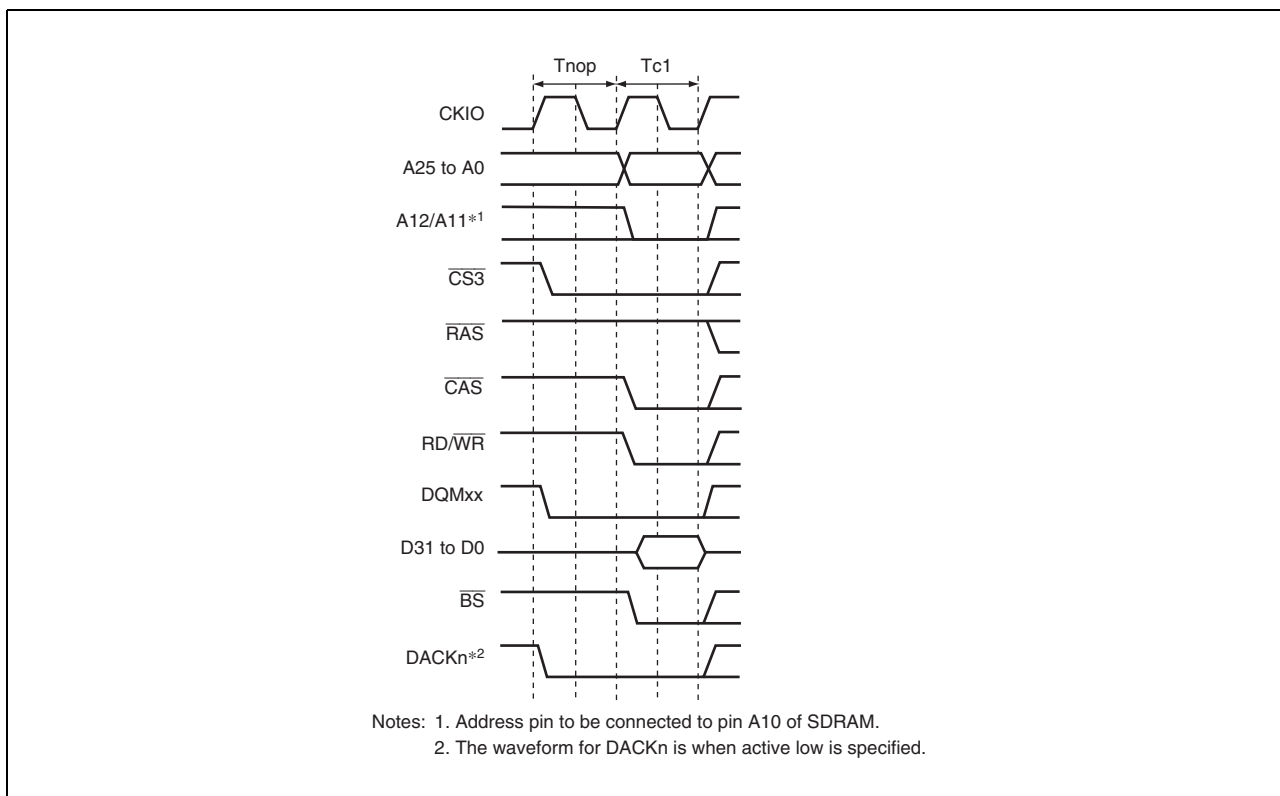 Tnop Tc1
CKIO
A25 to A0
A12/A11*1
CS3
RAS
CAS
RD/WR
DQMxx
D31 to D0
BS
DACKn*2
Notes: 1. Address pin to be connected to pin A10 of SDRAM.
2. The waveform for DACKn is when active low is specified.